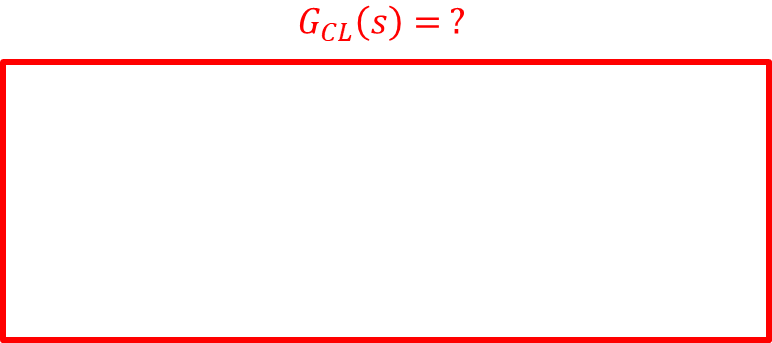 G_{CL}(s) = ?